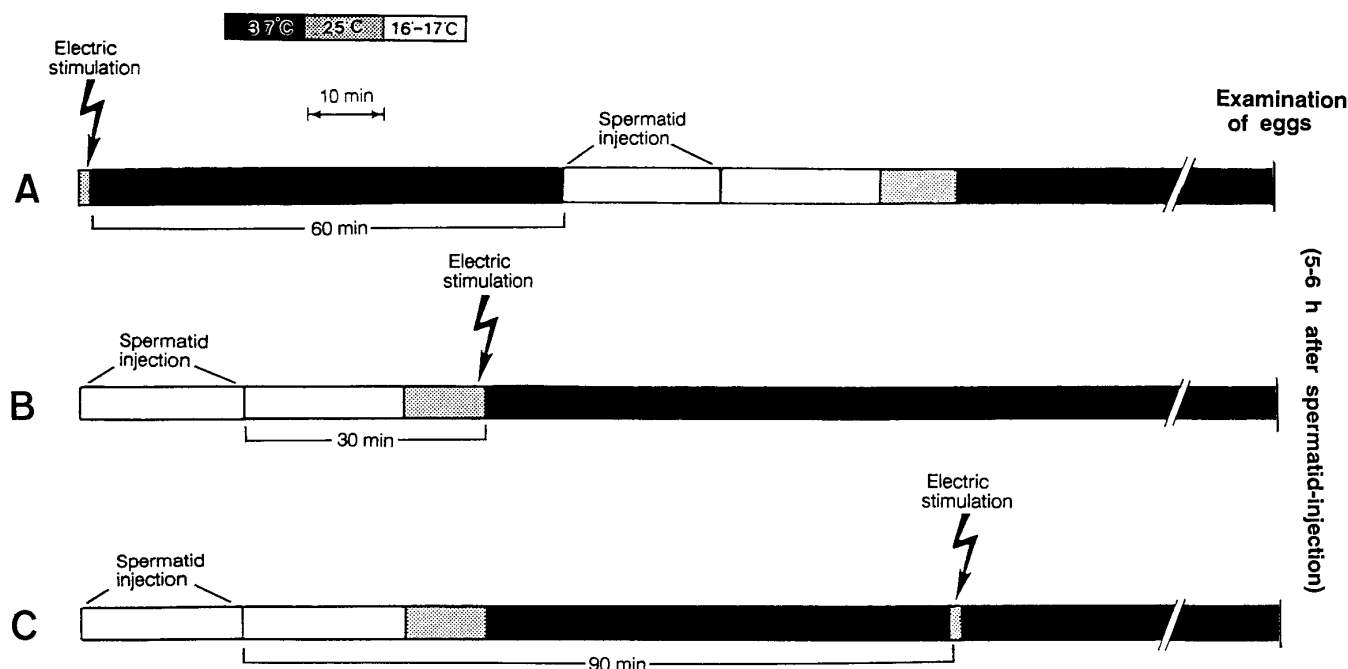 37°C 25°C 16–17°C
Electric
stimulation
10 min
Spermatid
injection
Examination
of eggs
A
60 min
Electric
stimulation
Spermatid
injection
B
30 min
Electric
stimulation
Spermatid
injection
C
90 min
(5-6 h after spermatid-injection)